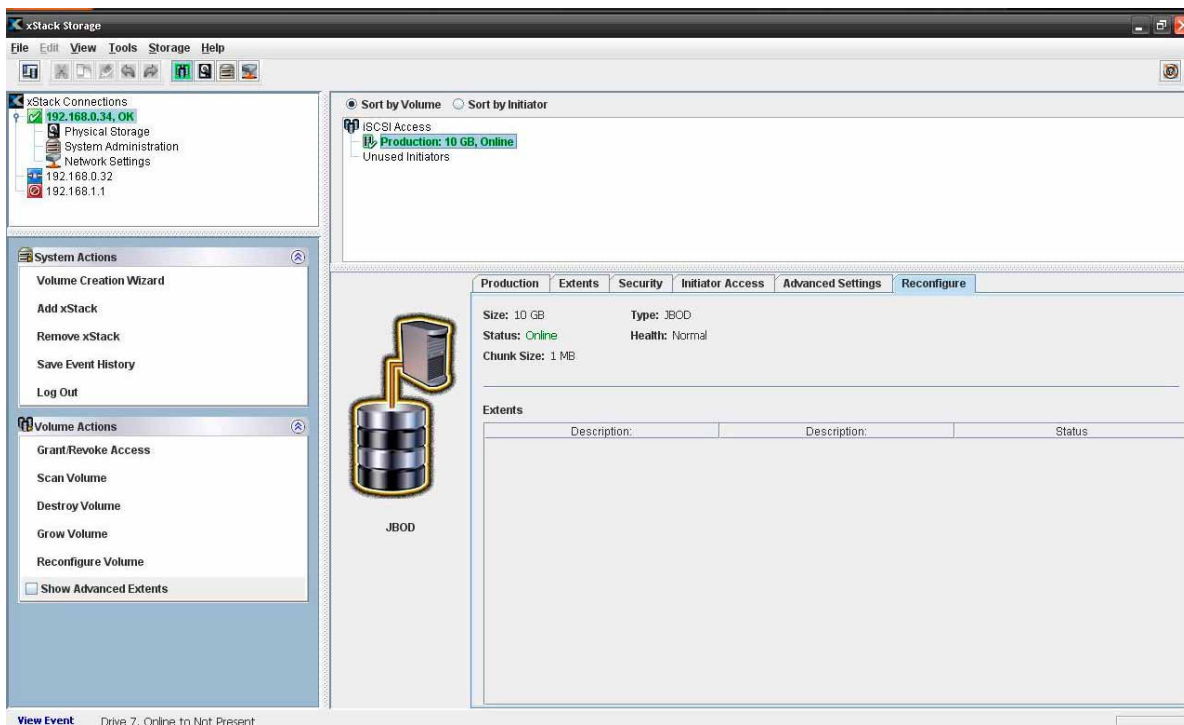 xStack Storage
File Edit View Tools Storage Help
xStack Connections
192.168.0.34, OK
Physical Storage
System Administration
Network Settings
192.168.0.32
192.168.1.1
System Actions
Volume Creation Wizard
Add xStack
Remove xStack
Save Event History
Log Out
Volume Actions
Grant/Revoke Access
Scan Volume
Destroy Volume
Grow Volume
Reconfigure Volume
Show Advanced Extents
Sort by Volume Sort by Initiator
iSCSI Access
Production: 10 GB, Online
Unused Initiators
JBOD
Production Extents Security Initiator Access Advanced Settings Reconfigure
Size: 10 GB Type: JBOD
Status: Online Health: Normal
Chunk Size: 1 MB
Extents
Description: Description: Status
View Event Drive 7, Online to Not Present